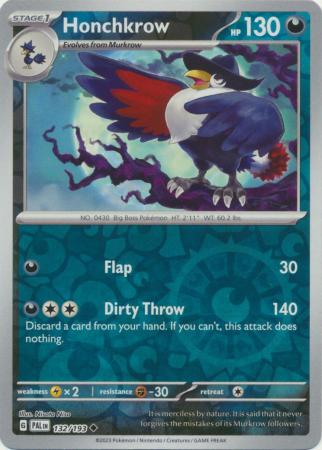 STAGE 1
Honchkrow
HP 130
Evolves from Murkrow
NO. 0430 Big Boss Pokémon HT: 2'11" WT: 60.2 lbs.
Flap 30
Dirty Throw 140
Discard a card from your hand. If you can't, this attack does
nothing.
weakness ×2 resistance -30 retreat
Illus. Nisota Niso
G PAL EN 132/193
It is merciless by nature. It is said that it never
forgives the mistakes of its Murkrow followers.
©2023 Pokémon / Nintendo / Creatures / GAME FREAK